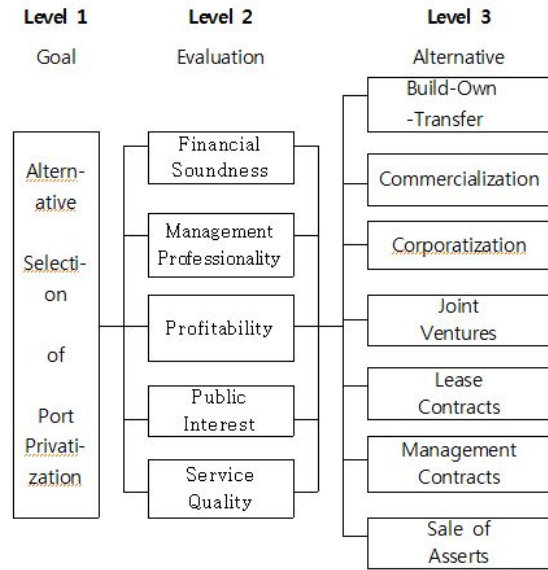 Level 1
Goal
Altern-
ative
Selecti-
on
of
Port
Privati-
zation
Level 2
Evaluation
Financial
Soundness
Management
Professionality
Profitability
Public
Interest
Service
Quality
Level 3
Alternative
Build-Own
-Transfer
Commercialization
Corporatization
Joint
Ventures
Lease
Contracts
Management
Contracts
Sale of
Asserts